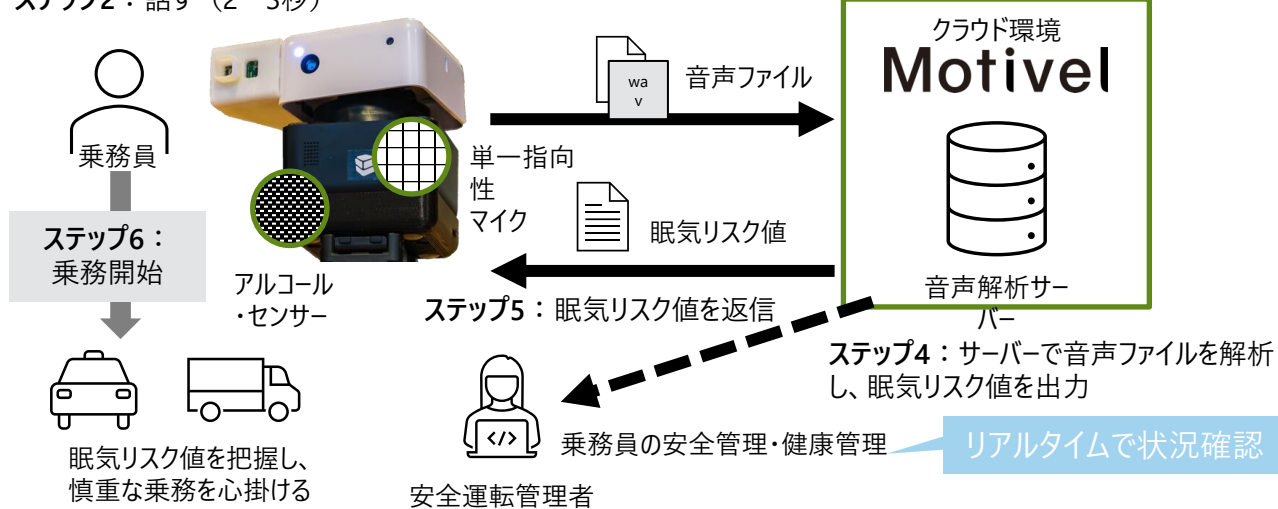 ステップ2：話す（2～3秒）
クラウド環境
Motivel
wa
v
音声ファイル
乗務員
単一指向
性
マイク
眠気リスク値
ステップ6：
乗務開始
アルコール
・センサー
音声解析サー
バー
ステップ5：眠気リスク値を返信
ステップ4：サーバーで音声ファイルを解析
し、眠気リスク値を出力
</>
乗務員の安全管理・健康管理
リアルタイムで状況確認
眠気リスク値を把握し、
慎重な乗務を心掛ける
安全運転管理者